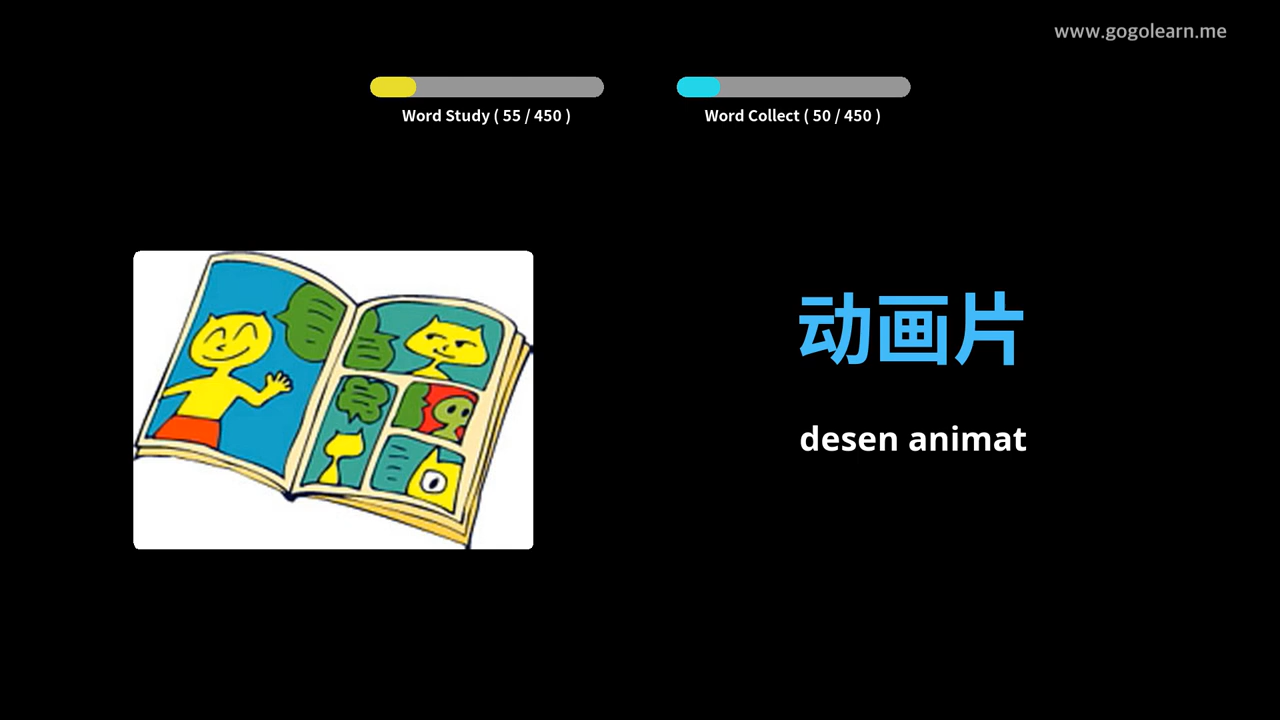 www.gogolearn.me
Word Study ( 55 / 450 )
Word Collect ( 50 / 450 )
动画片
desen animat